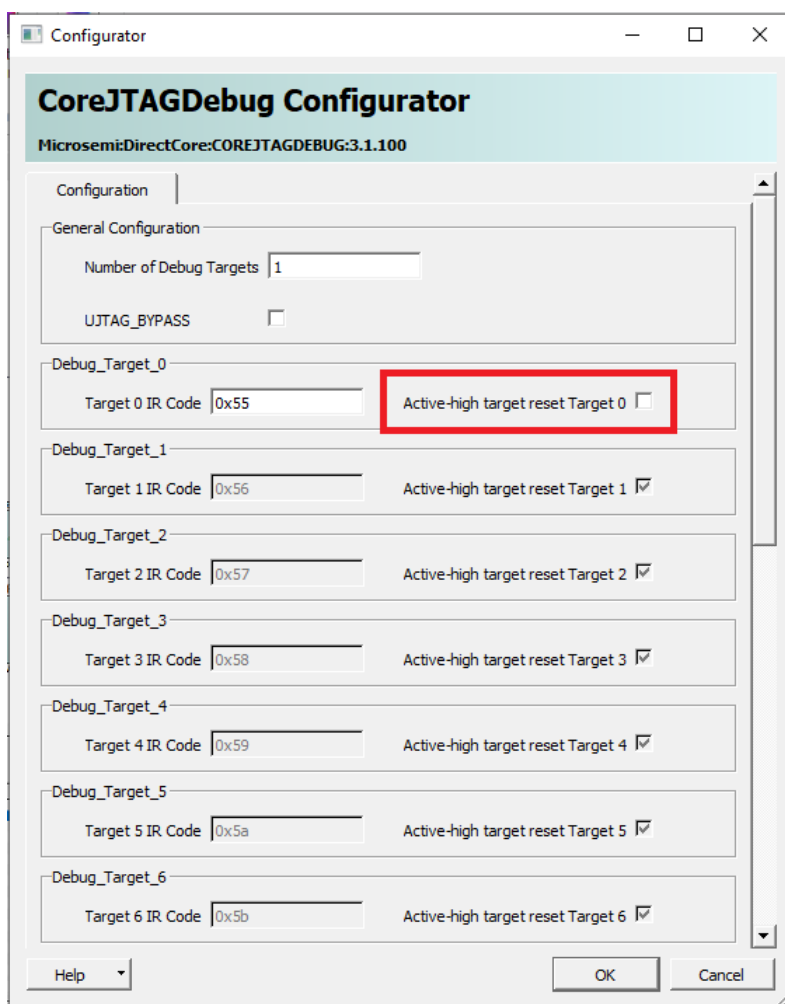 Configurator
CoreJTAGDebug Configurator
Microsemi:DirectCore:COREJTAGDEBUG:3.1.100
Configuration
General Configuration
Number of Debug Targets 1
UJTAG_BYPASS
Debug_Target_0
Target 0 IR Code 0x55 Active-high target reset Target 0
Debug_Target_1
Target 1 IR Code 0x56 Active-high target reset Target 1
Debug_Target_2
Target 2 IR Code 0x57 Active-high target reset Target 2
Debug_Target_3
Target 3 IR Code 0x58 Active-high target reset Target 3
Debug_Target_4
Target 4 IR Code 0x59 Active-high target reset Target 4
Debug_Target_5
Target 5 IR Code 0x5a Active-high target reset Target 5
Debug_Target_6
Target 6 IR Code 0x5b Active-high target reset Target 6
Help OK Cancel